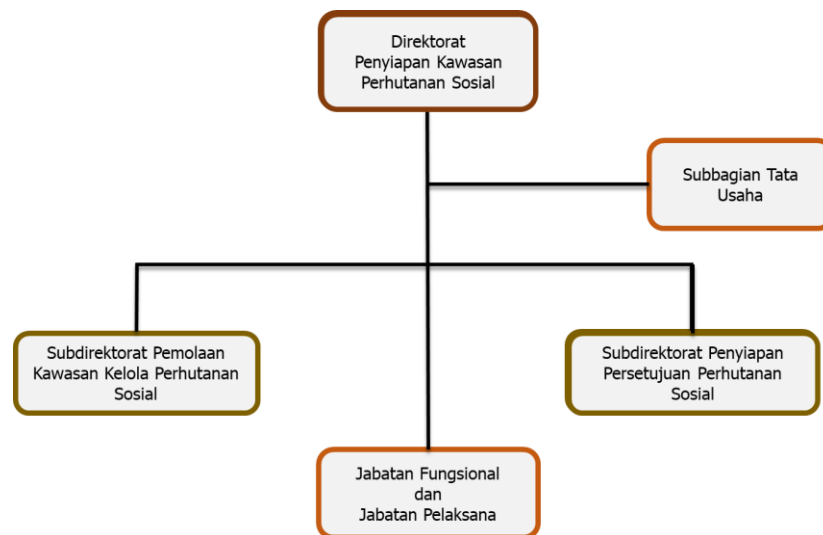 Direktorat
Penyiapan Kawasan
Perhutanan Sosial
Subbagian Tata
Usaha
Subdirektorat Pemolaan
Kawasan Kelola Perhutanan
Sosial
Subdirektorat Penyiapan
Persetujuan Perhutanan
Sosial
Jabatan Fungsional
dan
Jabatan Pelaksana